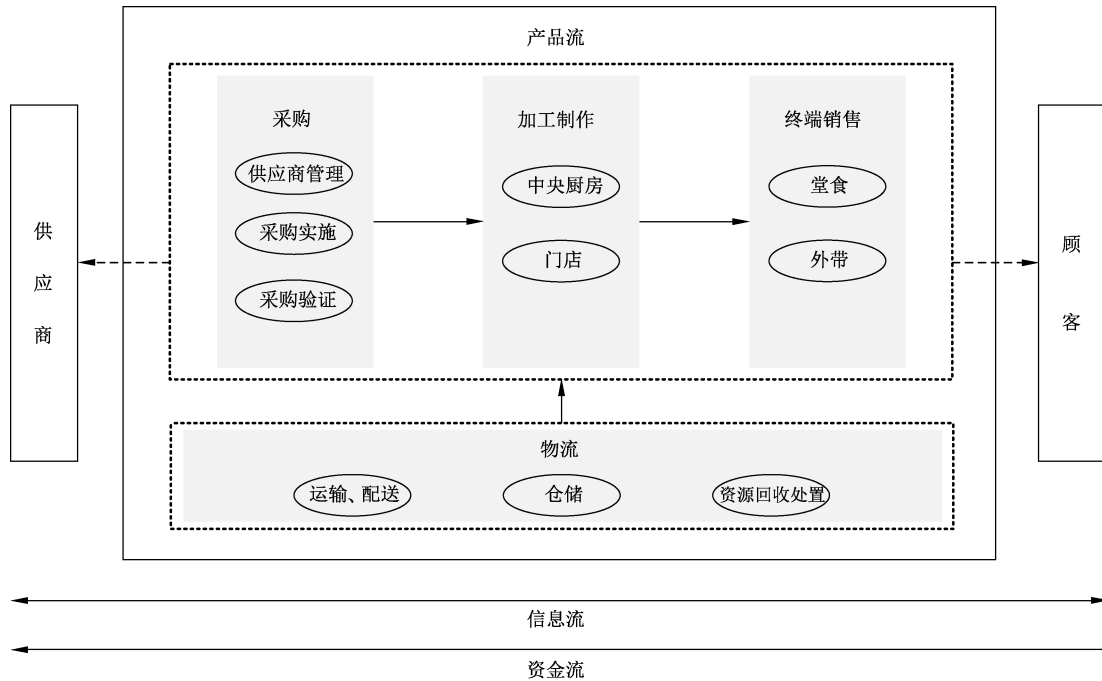 产品流
采购
供应商管理
采购实施
采购验证
加工制作
中央厨房
门店
终端销售
堂食
外带
供
应
商
顾
客
物流
运输、配送
仓储
资源回收处置
信息流
资金流